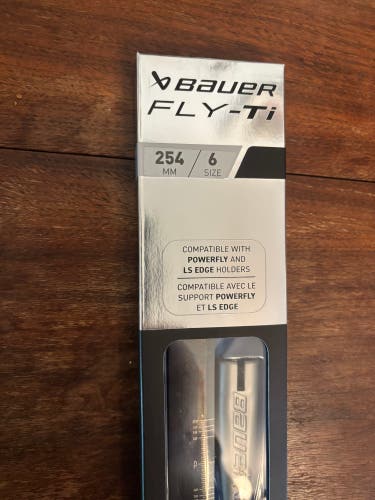 BAUER
FLY-Ti
254 / 6
MM SIZE
COMPATIBLE WITH
POWERFLY AND
LS EDGE HOLDERS
COMPATIBLE AVEC LE
SUPPORT POWERFLY
ET LS EDGE
BAUE